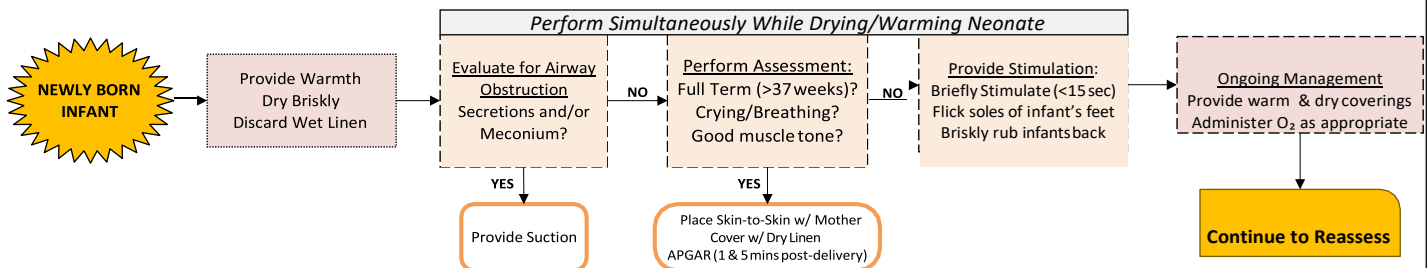 Perform Simultaneously While Drying/Warming Neonate
NEWLY BORN
INFANT
Provide Warmth
Dry Briskly
Discard Wet Linen
Evaluate for Airway
Obstruction
Secretions and/or
Meconium?
NO
Perform Assessment:
Full Term (>37 weeks)?
Crying/Breathing?
Good muscle tone?
NO
Provide Stimulation:
Briefly Stimulate (<15 sec)
Flick soles of infant's feet
Briskly rub infants back
Ongoing Management
Provide warm & dry coverings
Administer O₂ as appropriate
YES
Provide Suction
YES
Place Skin-to-Skin w/ Mother
Cover w/ Dry Linen
APGAR (1 & 5 mins post-delivery)
Continue to Reassess